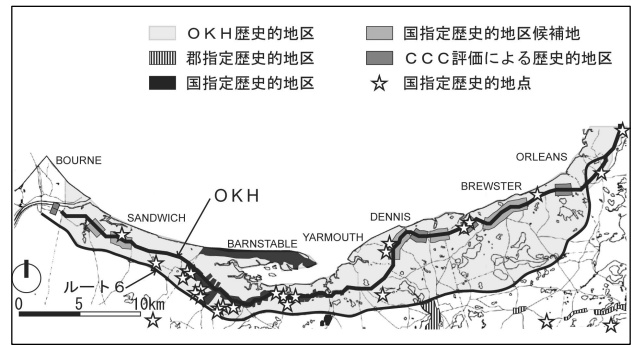 ＯＫＨ歴史的地区
郡指定歴史的地区
国指定歴史的地区
国指定歴史的地区候補地
ＣＣＣ評価による歴史的地区
国指定歴史的地点
BOURNE
SANDWICH
ＯＫＨ
BARNSTABLE
YARMOUTH
DENNIS
BREWSTER
ORLEANS
ルート６
0 5 10km